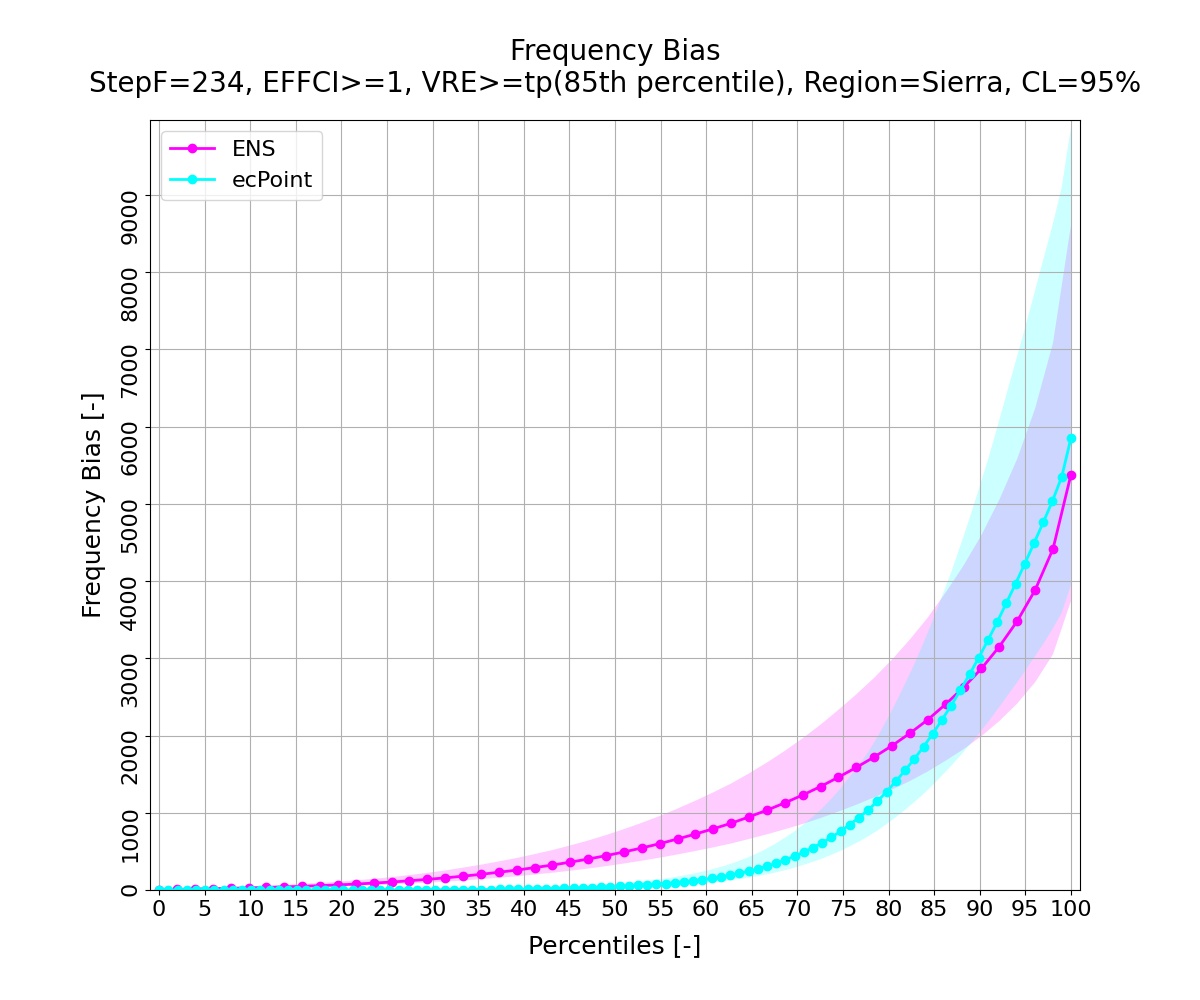 Frequency Bias
StepF=234, EFFCI>=1, VRE>=tp(85th percentile), Region=Sierra, CL=95%
ENS
ecPoint
Frequency Bias [-]
9000
8000
7000
6000
5000
4000
3000
2000
1000
0
0 5 10 15 20 25 30 35 40 45 50 55 60 65 70 75 80 85 90 95 100
Percentiles [-]